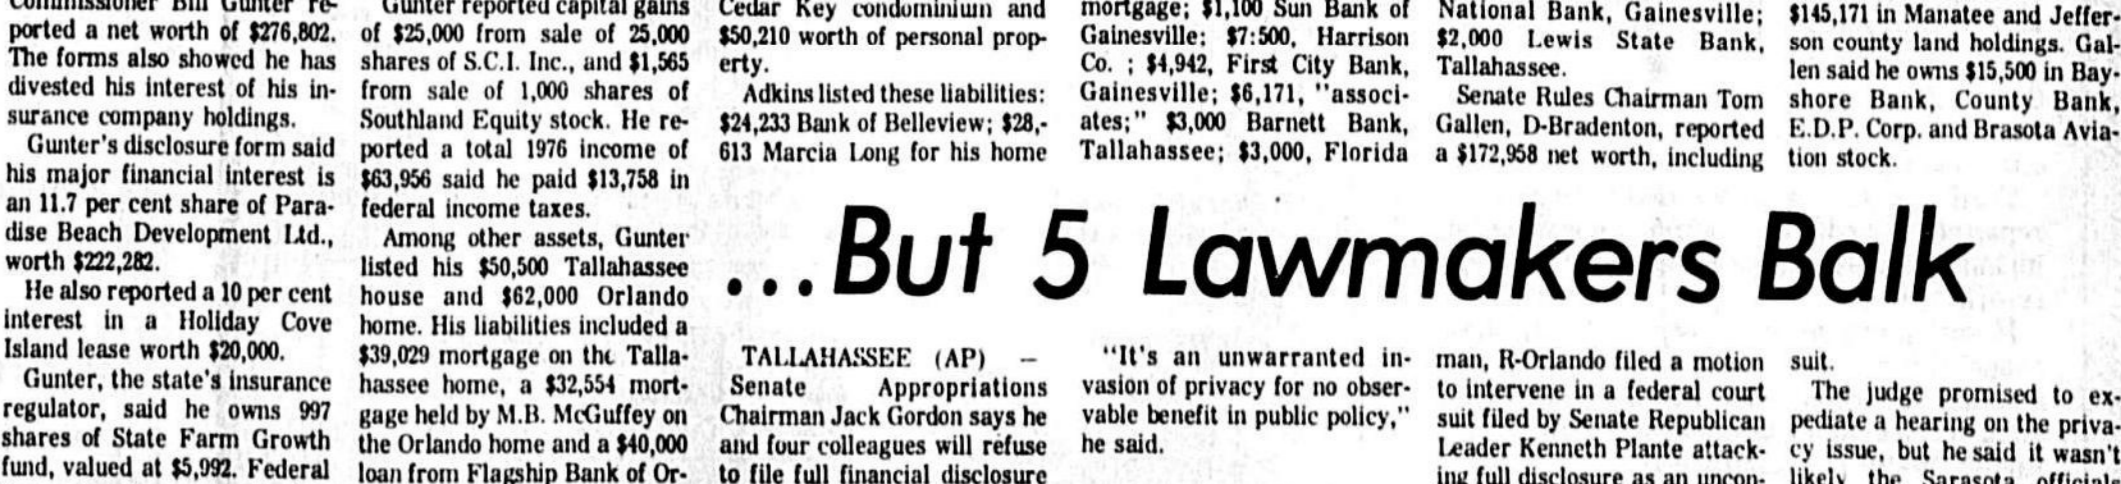 Commissioner Bill Gunter re-
ported a net worth of $276,802.
The forms also showed he has
divested his interest of his in-
surance company holdings.
Gunter's disclosure form said
his major financial interest is
an 11.7 per cent share of Para-
dise Beach Development Ltd.,
worth $222,282.
He also reported a 10 per cent
interest in a Holiday Cove
Island lease worth $20,000.
Gunter, the state's insurance
regulator, said he owns 997
shares of State Farm Growth
fund, valued at $5,992. Federal
Gunter reported capital gains
of $25,000 from sale of 25,000
shares of S.C.I. Inc., and $1,565
from sale of 1,000 shares of
Southland Equity stock. He re-
ported a total 1976 income of
$63,956 said he paid $13,758 in
federal income taxes.
Among other assets, Gunter
listed his $50,500 Tallahassee
house and $62,000 Orlando
home. His liabilities included a
$39,029 mortgage on the Talla-
hassee home, a $32,554 mort-
gage held by M.B. McGuffey on
the Orlando home and a $40,000
loan from Flagship Bank of Or-
Cedar Key condominium and
$50,210 worth of personal prop-
erty.
Adkins listed these liabilities:
$24,233 Bank of Belleview; $28,-
613 Marcia Long for his home
mortgage; $1,100 Sun Bank of
Gainesville; $7:500, Harrison
Co. ; $4,942, First City Bank,
Gainesville; $6,171, "associ-
ates;" $3,000 Barnett Bank,
Tallahassee; $3,000, Florida
National Bank, Gainesville;
$2,000 Lewis State Bank,
Tallahassee.
Senate Rules Chairman Tom
Gallen, D-Bradenton, reported
a $172,958 net worth, including
$145,171 in Manatee and Jeffer-
son county land holdings. Gal-
len said he owns $15,500 in Bay-
shore Bank, County Bank,
E.D.P. Corp. and Brasota Avia-
tion stock.
...But 5 Lawmakers Balk
TALLAHASSEE (AP) —
Senate Appropriations
Chairman Jack Gordon says he
and four colleagues will refuse
to file full financial disclosure
"It's an unwarranted in-
vasion of privacy for no obser-
vable benefit in public policy,"
he said.
man, R-Orlando filed a motion
to intervene in a federal court
suit filed by Senate Republican
Leader Kenneth Plante attack-
ing full disclosure as an uncon-
suit.
The judge promised to ex-
pediate a hearing on the priva-
cy issue, but he said it wasn't
likely the Sarasota officials